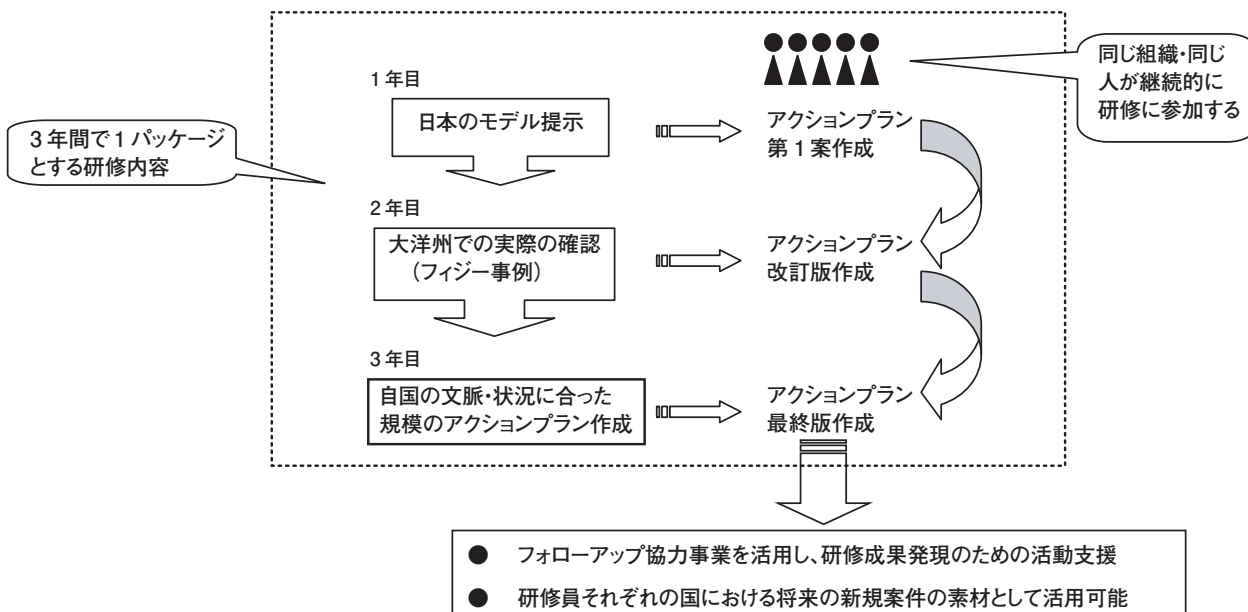 同じ組織・同じ
人が継続的に
研修に参加する
3年間で1パッケージ
とする研修内容
1年目
日本のモデル提示
アクションプラン
第1案作成
2年目
大洋州での実際の確認
（フィジー事例）
アクションプラン
改訂版作成
3年目
自国の文脈・状況に合った
規模のアクションプラン作成
アクションプラン
最終版作成
● フォローアップ協力事業を活用し、研修成果発現のための活動支援
● 研修員それぞれの国における将来の新規案件の素材として活用可能